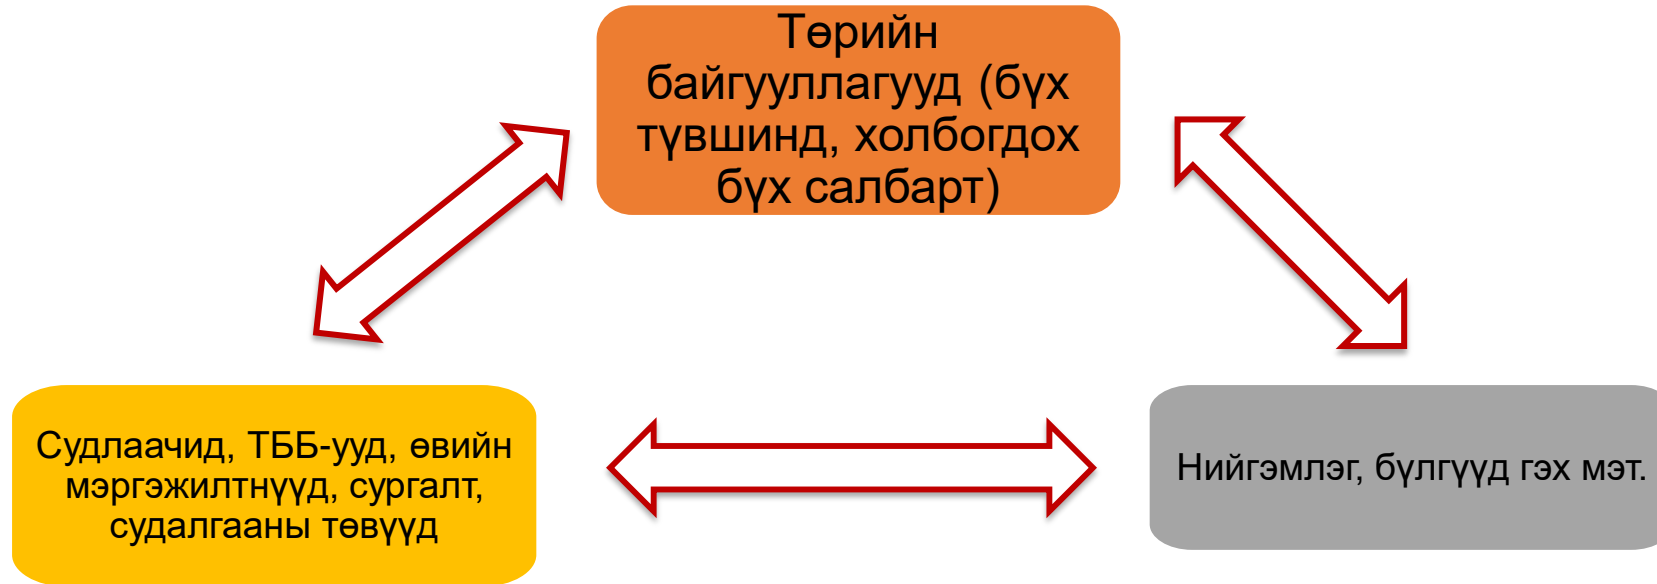 Төрийн
байгууллагууд (бүх
түвшинд, холбогдох
бүх салбарт)
Судлаачид, ТББ-ууд, өвийн
мэргэжилтнүүд, сургалт,
судалгааны төвүүд
Нийгэмлэг, бүлгүүд гэх мэт.